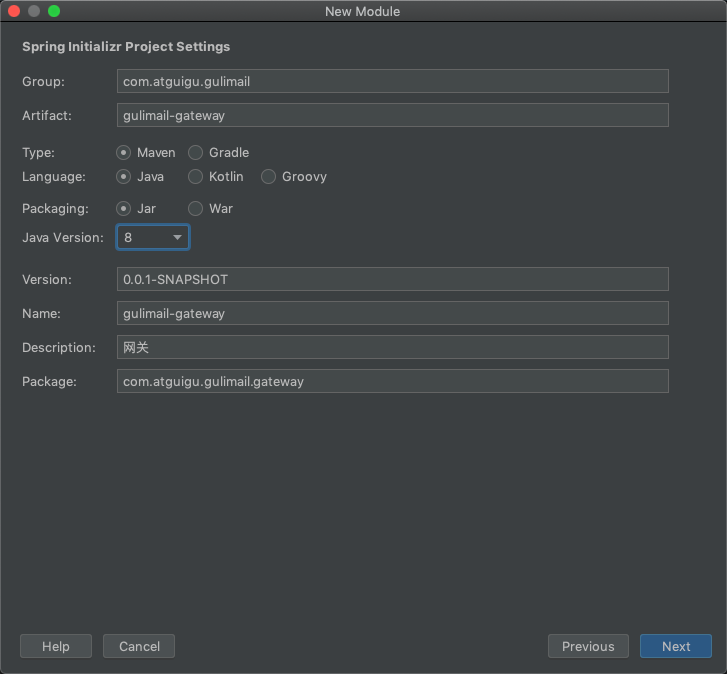 New Module
Spring Initializr Project Settings
Group: com.atguigu.gulimail
Artifact: gulimail-gateway
Type: Maven Gradle
Language: Java Kotlin Groovy
Packaging: Jar War
Java Version: 8
Version: 0.0.1-SNAPSHOT
Name: gulimail-gateway
Description: 网关
Package: com.atguigu.gulimail.gateway
Help Cancel Previous Next